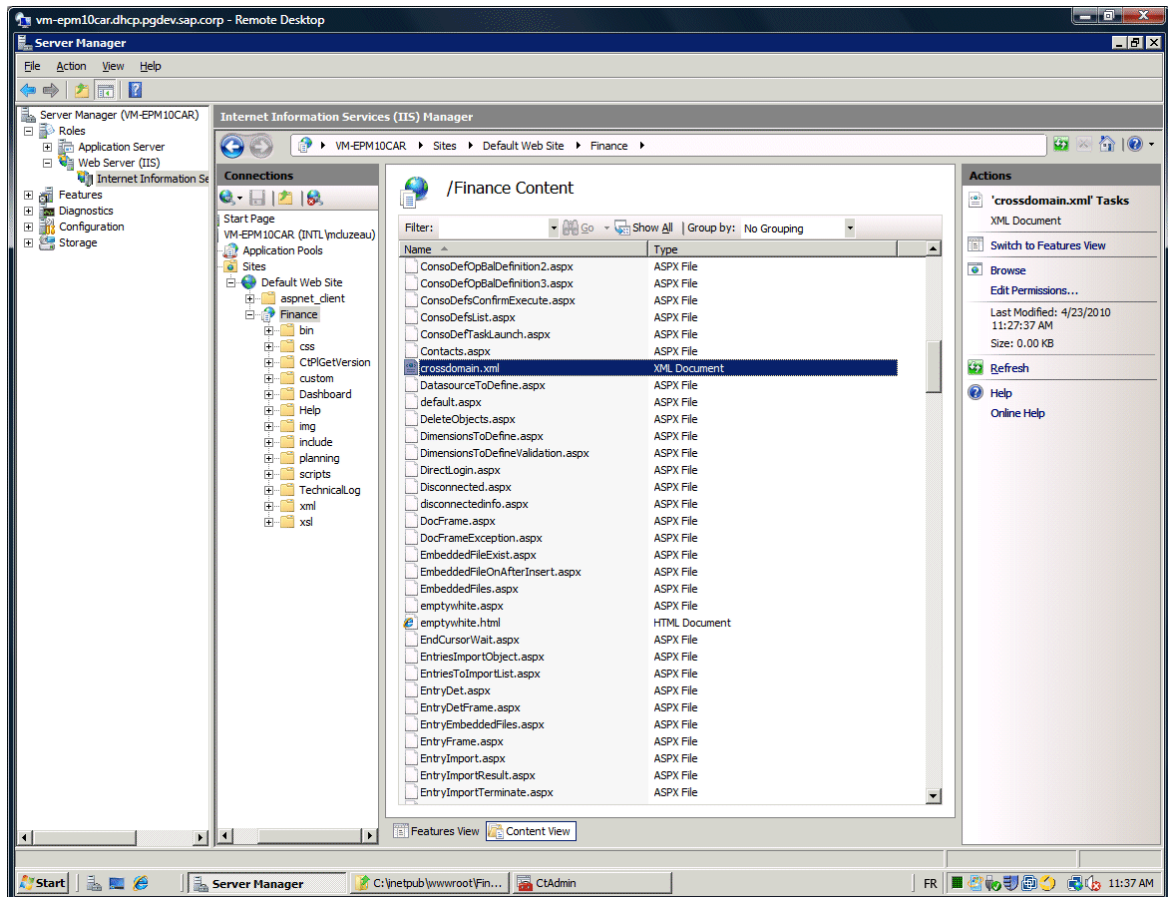 vm-epm10car.dhcp.pgdev.sap.corp - Remote Desktop
Server Manager
File Action View Help
Server Manager (VM-EPM10CAR)
Roles
Application Server
Web Server (IIS)
Internet Information Se
Features
Diagnostics
Configuration
Storage
Internet Information Services (IIS) Manager
VM-EPM10CAR Sites Default Web Site Finance
Connections
Start Page
VM-EPM10CAR (INTL\mcluzeau)
Application Pools
Sites
Default Web Site
aspnet_client
Finance
bin
css
CtPlGetVersion
custom
Dashboard
Help
img
include
planning
scripts
TechnicalLog
xml
xsl
/Finance Content
Filter: Go Show All Group by: No Grouping
Name Type
ConsoDefOpBalDefinition2.aspx ASPX File
ConsoDefOpBalDefinition3.aspx ASPX File
ConsoDefsConfirmExecute.aspx ASPX File
ConsoDefsList.aspx ASPX File
ConsoDefTaskLaunch.aspx ASPX File
Contacts.aspx ASPX File
crossdomain.xml XML Document
DatasourceToDefine.aspx ASPX File
default.aspx ASPX File
DeleteObjects.aspx ASPX File
DimensionsToDefine.aspx ASPX File
DimensionsToDefineValidation.aspx ASPX File
DirectLogin.aspx ASPX File
Disconnected.aspx ASPX File
disconnectedinfo.aspx ASPX File
DocFrame.aspx ASPX File
DocFrameException.aspx ASPX File
EmbeddedFileExist.aspx ASPX File
EmbeddedFileOnAfterInsert.aspx ASPX File
EmbeddedFiles.aspx ASPX File
emptywhite.aspx ASPX File
emptywhite.html HTML Document
EndCursorWait.aspx ASPX File
EntriesImportObject.aspx ASPX File
EntriesToImportList.aspx ASPX File
EntryDet.aspx ASPX File
EntryDetFrame.aspx ASPX File
EntryEmbeddedFiles.aspx ASPX File
EntryFrame.aspx ASPX File
EntryImport.aspx ASPX File
EntryImportResult.aspx ASPX File
EntryImportTerminate.aspx ASPX File
Features View Content View
Actions
'crossdomain.xml' Tasks
XML Document
Switch to Features View
Browse
Edit Permissions...
Last Modified: 4/23/2010
11:27:37 AM
Size: 0.00 KB
Refresh
Help
Online Help
Start Server Manager C:\inetpub\wwwroot\Fin... CtAdmin FR 11:37 AM